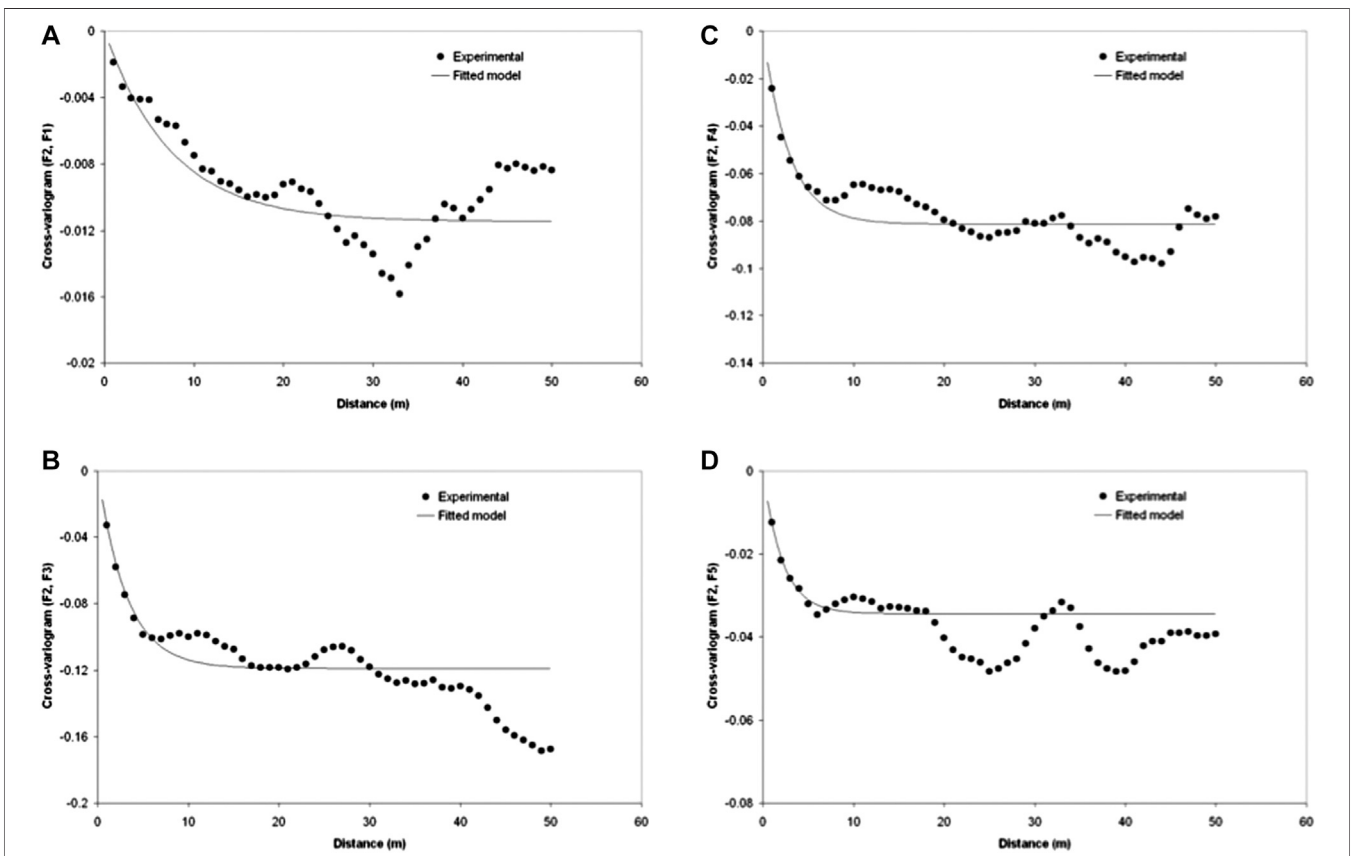 A
Experimental
Fitted model
Cross-variogram (F2, F1)
0
-0.004
-0.008
-0.012
-0.016
-0.02
0 10 20 30 40 50 60
Distance (m)
C
Experimental
Fitted model
Cross-variogram (F2, F4)
0
-0.02
-0.04
-0.06
-0.08
-0.1
-0.12
-0.14
0 10 20 30 40 50 60
Distance (m)
B
Experimental
Fitted model
Cross-variogram (F2, F3)
0
-0.04
-0.08
-0.12
-0.16
-0.2
0 10 20 30 40 50 60
Distance (m)
D
Experimental
Fitted model
Cross-variogram (F2, F5)
0
-0.02
-0.04
-0.06
-0.08
0 10 20 30 40 50 60
Distance (m)